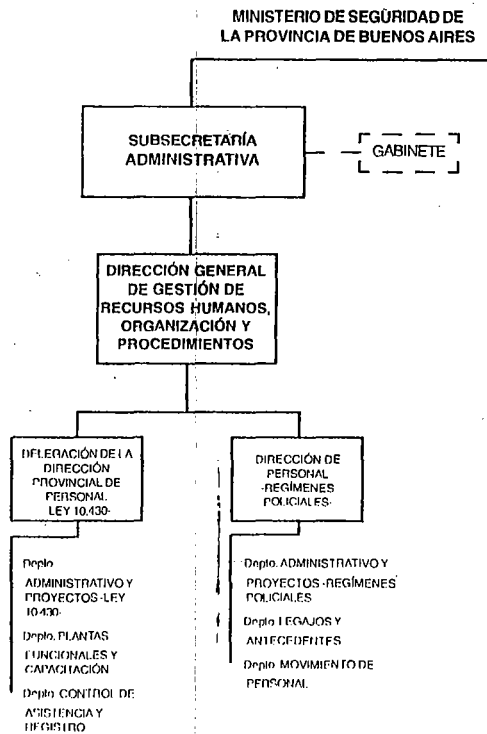 MINISTERIO DE SEGURIDAD DE
LA PROVINCIA DE BUENOS AIRES
SUBSECRETARÍA
ADMINISTRATIVA
GABINETE
DIRECCIÓN GENERAL
DE GESTIÓN DE
RECURSOS HUMANOS,
ORGANIZACIÓN Y
PROCEDIMIENTOS
DELEGACIÓN DE LA
DIRECCIÓN
PROVINCIAL DE
PERSONAL
LEY 10.430-
DIRECCIÓN DE
PERSONAL
-REGÍMENES
POLICIALES-
Depto.
ADMINISTRATIVO Y
PROYECTOS -LEY
10.430-
Depto. PLANTAS
FUNCIONALES Y
CAPACITACIÓN
Depto. CONTROL DE
ASISTENCIA Y
REGISTRO
Depto. ADMINISTRATIVO Y
PROYECTOS -REGÍMENES
POLICIALES
Depto. LEGAJOS Y
ANTECEDENTES
Depto. MOVIMIENTO DE
PERSONAL